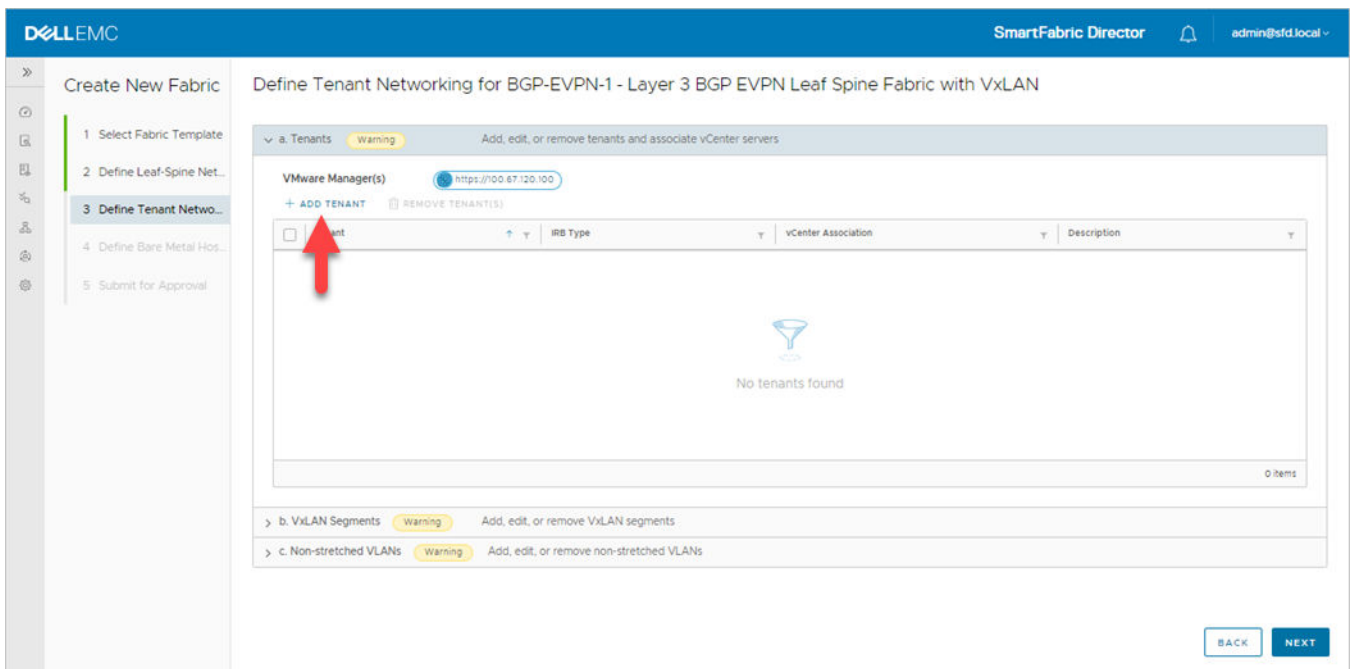 DELLEMC
SmartFabric Director
admin@sfd.local
Create New Fabric
1 Select Fabric Template
2 Define Leaf-Spine Net...
3 Define Tenant Netwo...
4 Define Bare Metal Hos...
5 Submit for Approval
Define Tenant Networking for BGP-EVPN-1 - Layer 3 BGP EVPN Leaf Spine Fabric with VxLAN
a. Tenants Warning Add, edit, or remove tenants and associate vCenter servers
VMware Manager(s) https://100.67.120.100
+ ADD TENANT REMOVE TENANT(S)
IRB Type vCenter Association Description
No tenants found
0 items
b. VxLAN Segments Warning Add, edit, or remove VxLAN segments
c. Non-stretched VLANs Warning Add, edit, or remove non-stretched VLANs
BACK NEXT